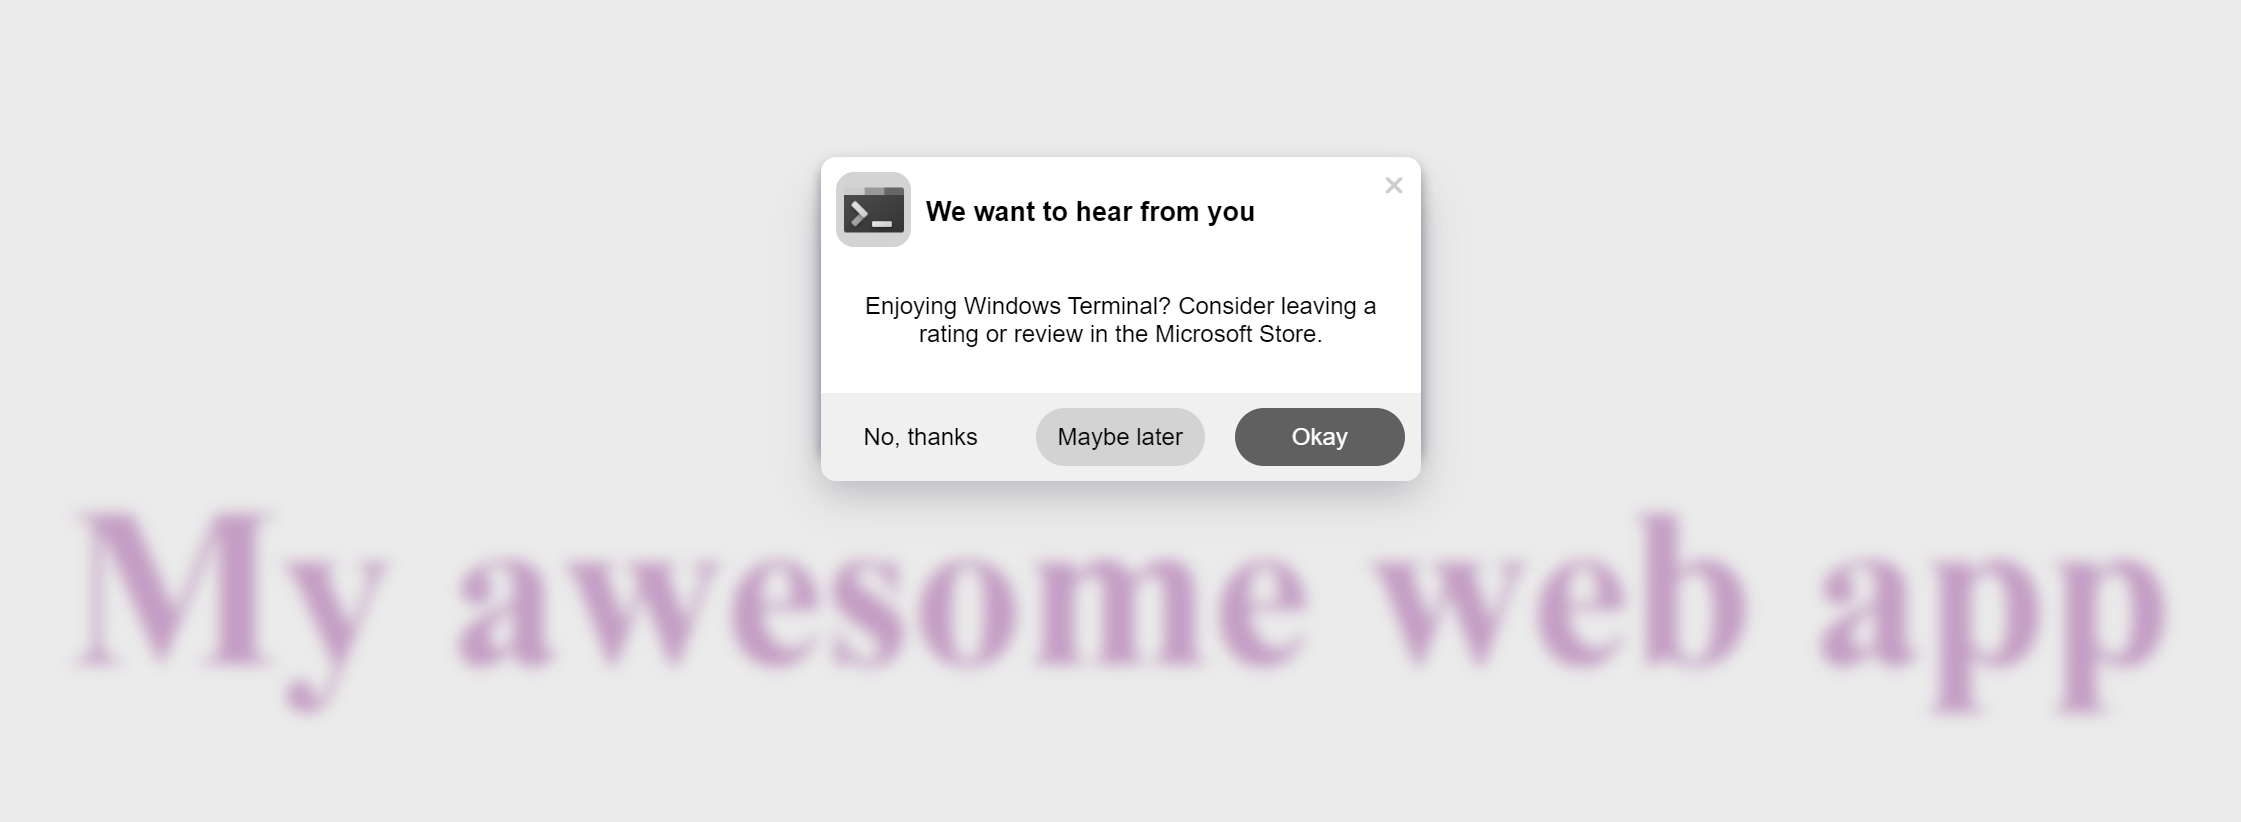 We want to hear from you
Enjoying Windows Terminal? Consider leaving a
rating or review in the Microsoft Store.
No, thanks
Maybe later
Okay
My awesome web app